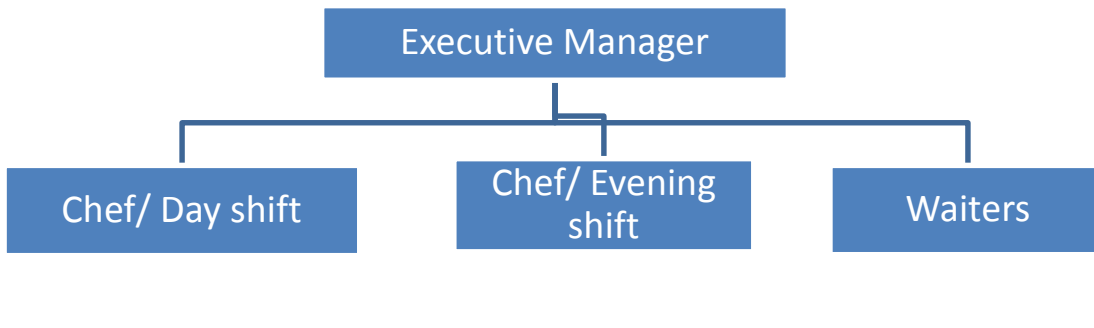 Executive Manager
Chef/ Day shift
Chef/ Evening
shift
Waiters